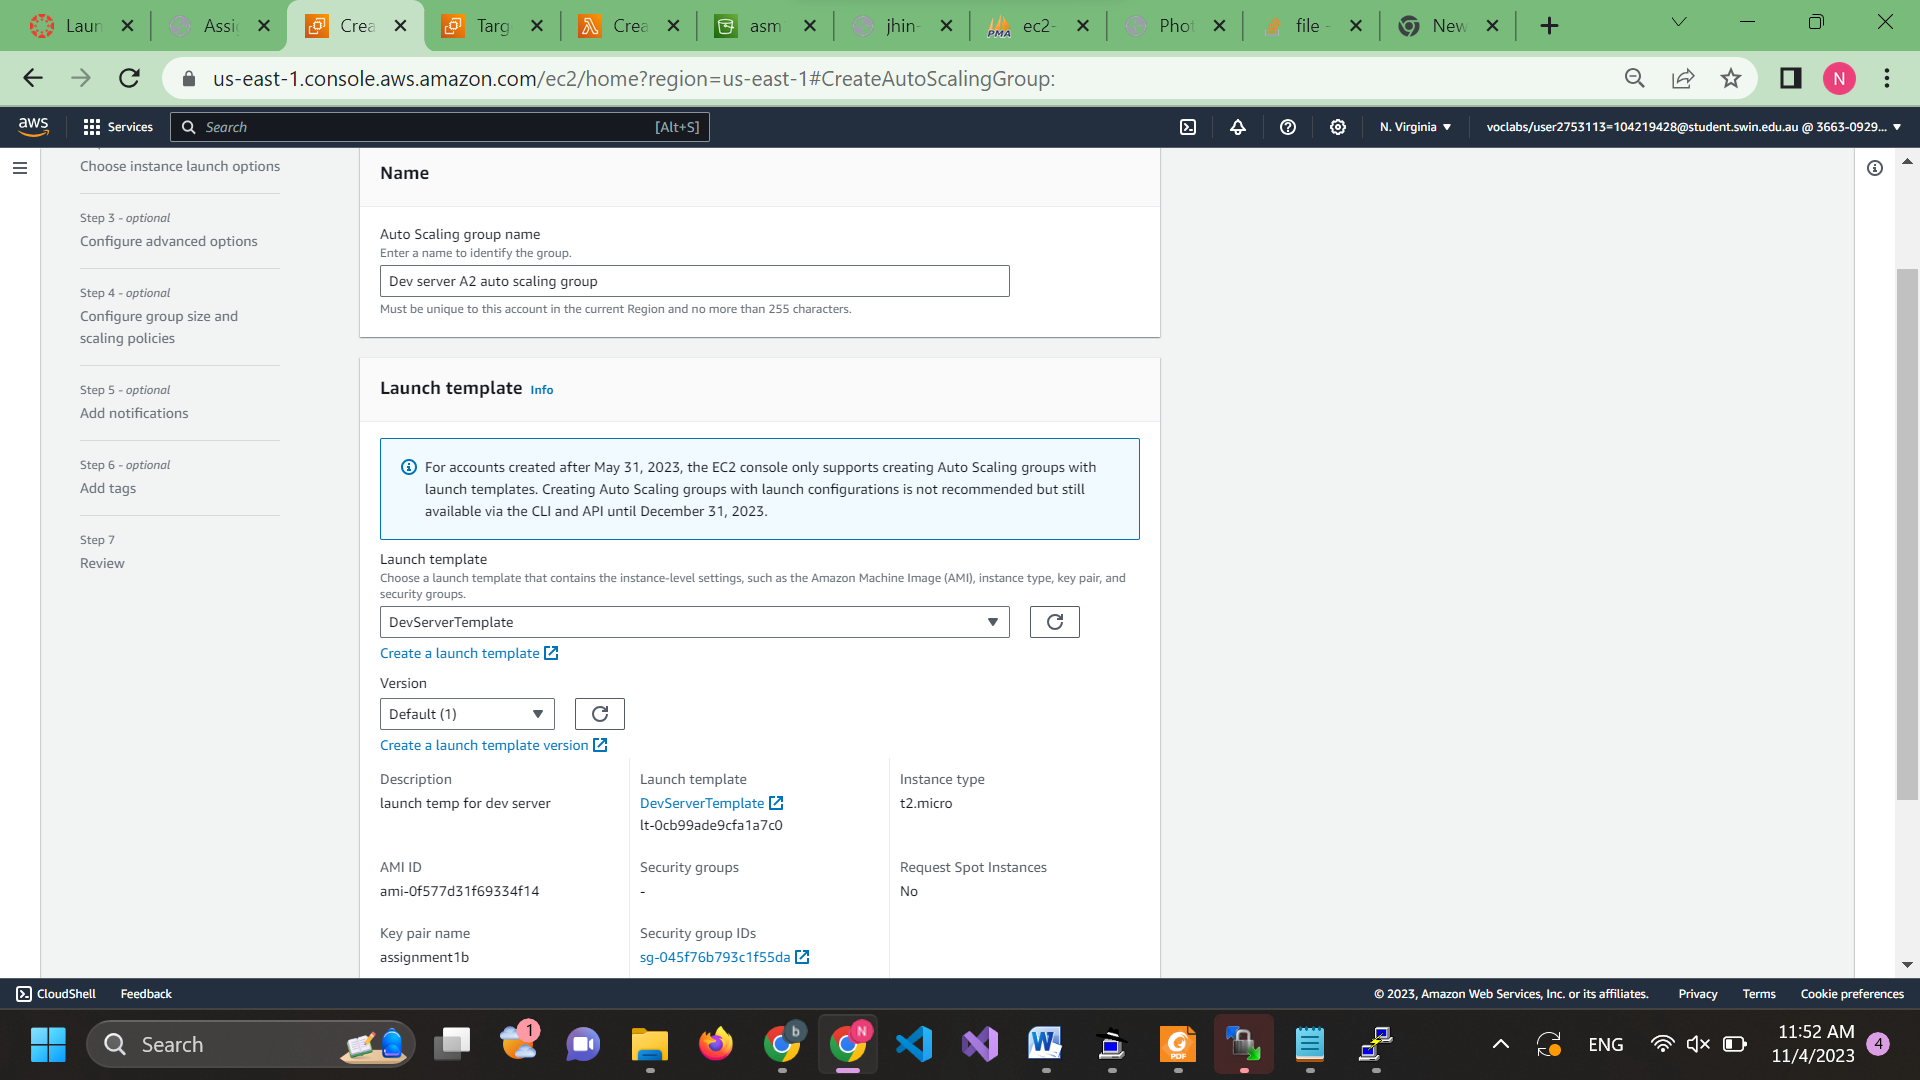 Laun
Assi
Crea
Targ
Crea
asm
jhin-
ec2-
Phot
file -
New
us-east-1.console.aws.amazon.com/ec2/home?region=us-east-1#CreateAutoScalingGroup:
N
aws
Services
Search
[Alt+S]
N. Virginia
voclabs/user2753113=104219428@student.swin.edu.au @ 3663-0929...
Choose instance launch options
Step 3 - optional
Configure advanced options
Step 4 - optional
Configure group size and
scaling policies
Step 5 - optional
Add notifications
Step 6 - optional
Add tags
Step 7
Review
Name
Auto Scaling group name
Enter a name to identify the group.
Dev server A2 auto scaling group
Must be unique to this account in the current Region and no more than 255 characters.
Launch template Info
For accounts created after May 31, 2023, the EC2 console only supports creating Auto Scaling groups with
launch templates. Creating Auto Scaling groups with launch configurations is not recommended but still
available via the CLI and API until December 31, 2023.
Launch template
Choose a launch template that contains the instance-level settings, such as the Amazon Machine Image (AMI), instance type, key pair, and
security groups.
DevServerTemplate
Create a launch template
Version
Default (1)
Create a launch template version
Description
launch temp for dev server
Launch template
DevServerTemplate
lt-0cb99ade9cfa1a7c0
Instance type
t2.micro
AMI ID
ami-0f577d31f69334f14
Security groups
-
Request Spot Instances
No
Key pair name
assignment1b
Security group IDs
sg-045f76b793c1f55da
CloudShell
Feedback
© 2023, Amazon Web Services, Inc. or its affiliates.
Privacy
Terms
Cookie preferences
Search
1
b
N
PDF
ENG
11:52 AM
11/4/2023
4